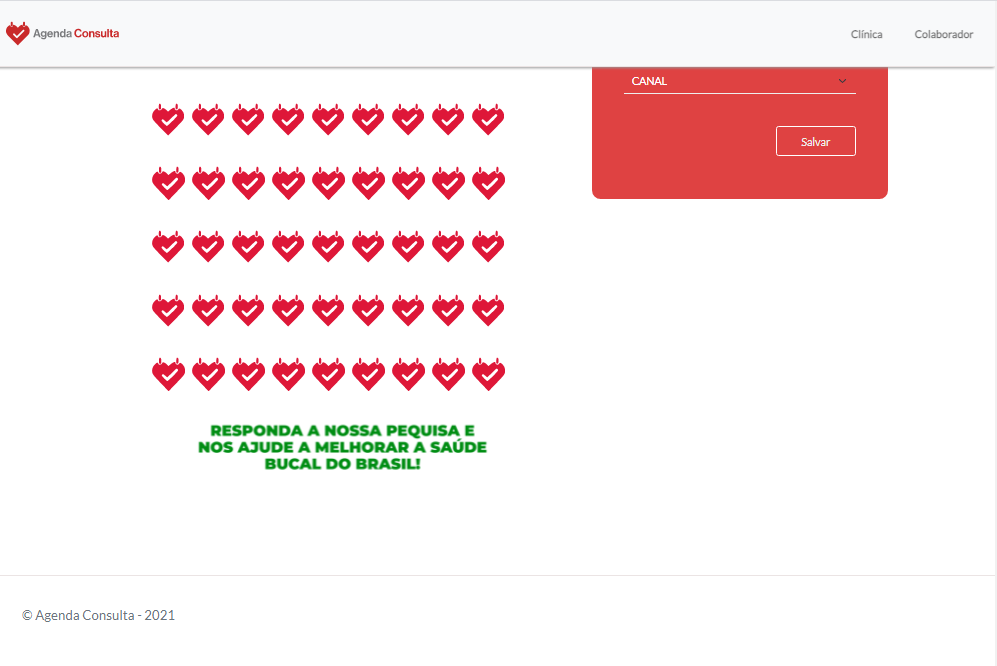 Agenda Consulta
Clínica
Colaborador
CANAL
Salvar
RESPONDA A NOSSA PEQUISA E
NOS AJUDE A MELHORAR A SAÚDE
BUCAL DO BRASIL!
© Agenda Consulta - 2021